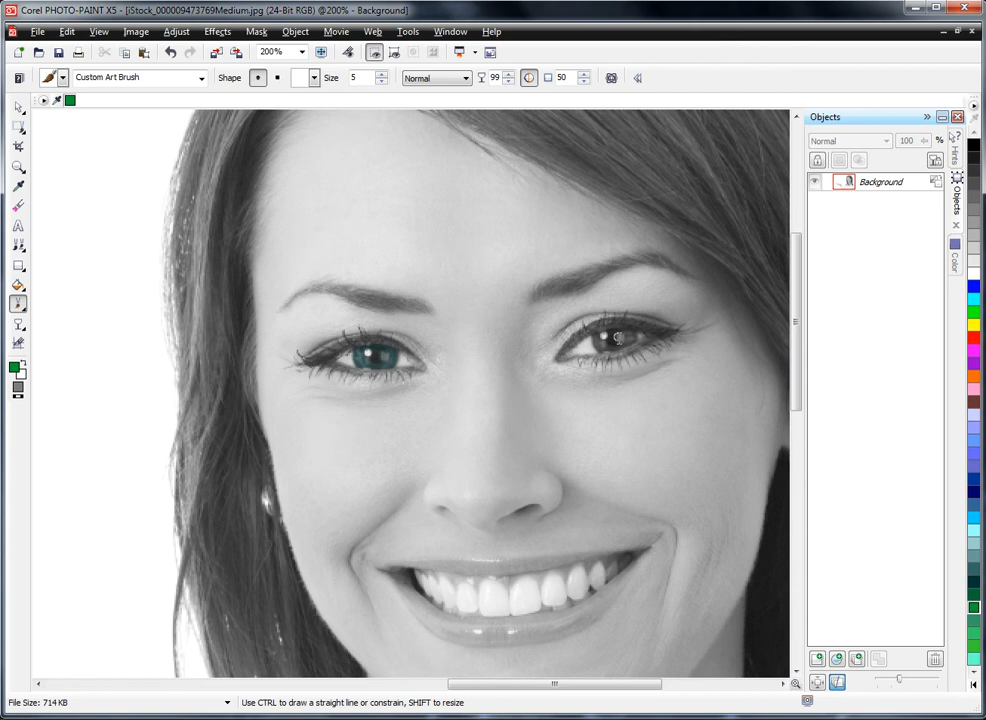 Corel PHOTO-PAINT X5 - [iStock_000009473769Medium.jpg (24-Bit RGB) @200% - Background]
File Edit View Image Adjust Effects Mask Object Movie Web Tools Window Help
200%
Custom Art Brush Shape Size 5 Normal 99 50
Objects
Normal 100 %
Background
Hints
Objects
Color
File Size: 714 KB Use CTRL to draw a straight line or constrain, SHIFT to resize